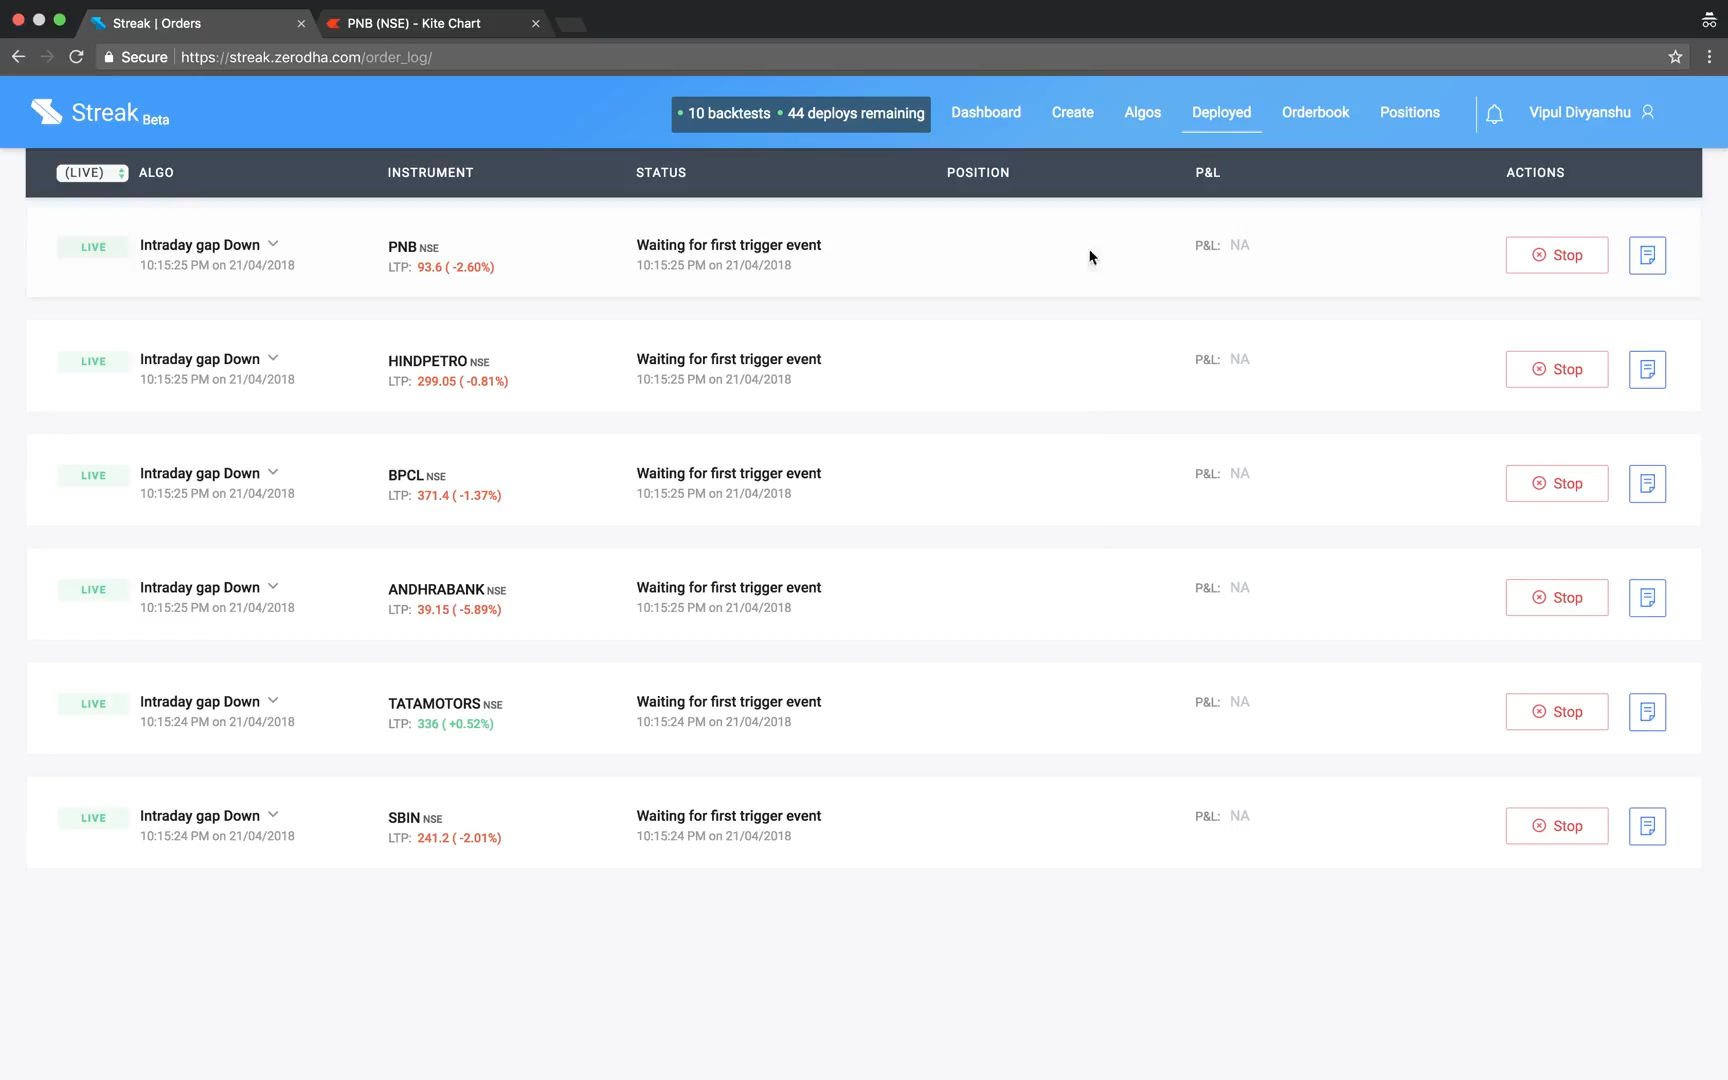 Streak | Orders
PNB (NSE) - Kite Chart
Secure
https://streak.zerodha.com/order_log/
Streak Beta
10 backtests 44 deploys remaining
Dashboard
Create
Algos
Deployed
Orderbook
Positions
Vipul Divyanshu
(LIVE) ALGO INSTRUMENT STATUS POSITION P&L ACTIONS
LIVE Intraday gap Down PNB NSE Waiting for first trigger event P&L: NA Stop
10:15:25 PM on 21/04/2018 LTP: 93.6 ( -2.60%) 10:15:25 PM on 21/04/2018
LIVE Intraday gap Down HINDPETRO NSE Waiting for first trigger event P&L: NA Stop
10:15:25 PM on 21/04/2018 LTP: 299.05 ( -0.81%) 10:15:25 PM on 21/04/2018
LIVE Intraday gap Down BPCL NSE Waiting for first trigger event P&L: NA Stop
10:15:25 PM on 21/04/2018 LTP: 371.4 ( -1.37%) 10:15:25 PM on 21/04/2018
LIVE Intraday gap Down ANDHRABANK NSE Waiting for first trigger event P&L: NA Stop
10:15:25 PM on 21/04/2018 LTP: 39.15 ( -5.89%) 10:15:25 PM on 21/04/2018
LIVE Intraday gap Down TATAMOTORS NSE Waiting for first trigger event P&L: NA Stop
10:15:24 PM on 21/04/2018 LTP: 336 ( +0.52%) 10:15:24 PM on 21/04/2018
LIVE Intraday gap Down SBIN NSE Waiting for first trigger event P&L: NA Stop
10:15:24 PM on 21/04/2018 LTP: 241.2 ( -2.01%) 10:15:24 PM on 21/04/2018